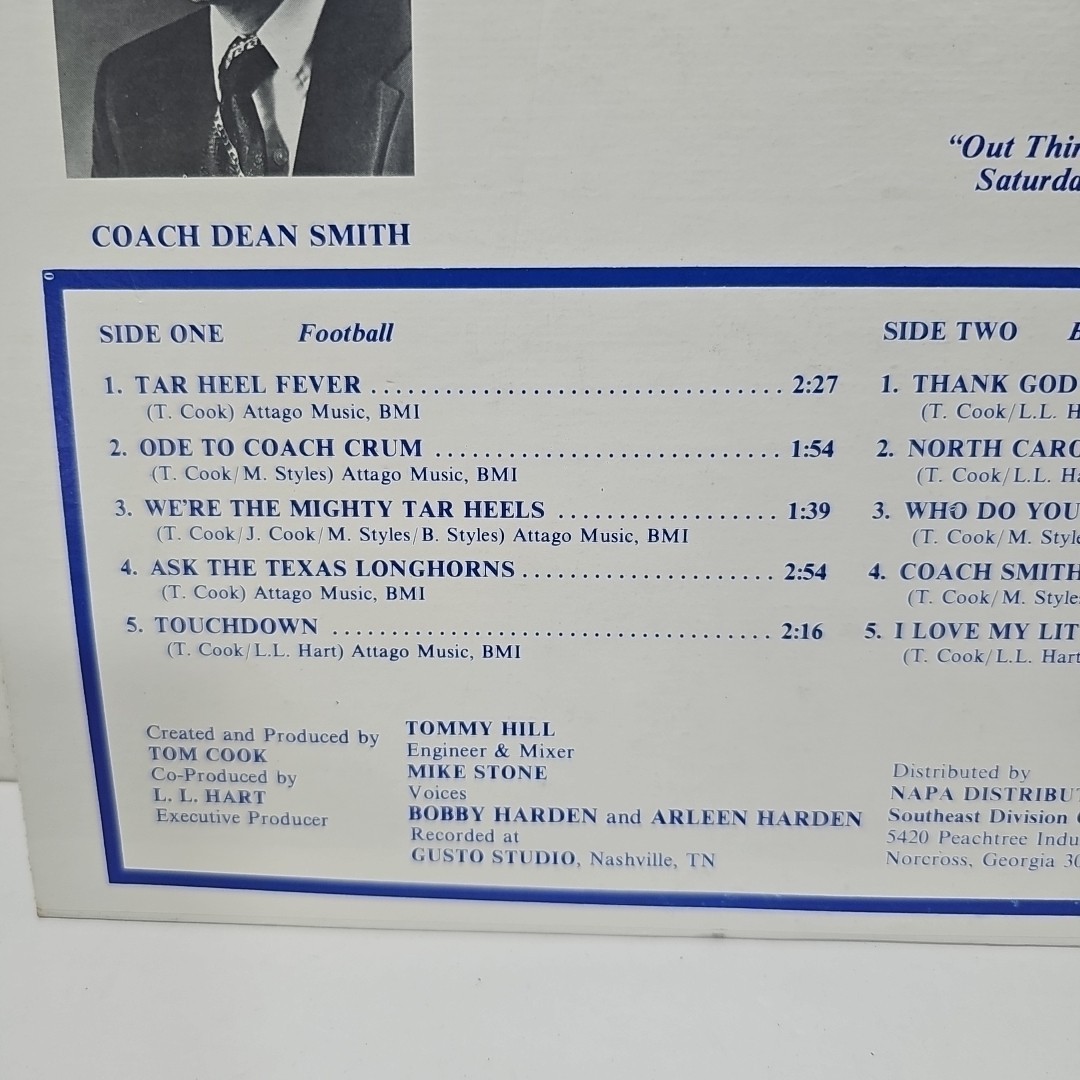 “Out Thir
Saturda
COACH DEAN SMITH
SIDE ONE Football
1. TAR HEEL FEVER ........................................ 2:27
(T. Cook) Attago Music, BMI
2. ODE TO COACH CRUM .................................. 1:54
(T. Cook/M. Styles) Attago Music, BMI
3. WE'RE THE MIGHTY TAR HEELS ..................... 1:39
(T. Cook/J. Cook/M. Styles/B. Styles) Attago Music, BMI
4. ASK THE TEXAS LONGHORNS ......................... 2:54
(T. Cook) Attago Music, BMI
5. TOUCHDOWN ........................................... 2:16
(T. Cook/L.L. Hart) Attago Music, BMI
SIDE TWO
1. THANK GOD
(T. Cook/L.L. H
2. NORTH CARO
(T. Cook/L.L. Ha
3. WHO DO YOU
(T. Cook/M. Style
4. COACH SMITH
(T. Cook/M. Style
5. I LOVE MY LIT
(T. Cook/L.L. Hart
Created and Produced by
TOM COOK
Co-Produced by
L. L. HART
Executive Producer
TOMMY HILL
Engineer & Mixer
MIKE STONE
Voices
BOBBY HARDEN and ARLEEN HARDEN
Recorded at
GUSTO STUDIO, Nashville, TN
Distributed by
NAPA DISTRIBUT
Southeast Division
5420 Peachtree Indu
Norcross, Georgia 30